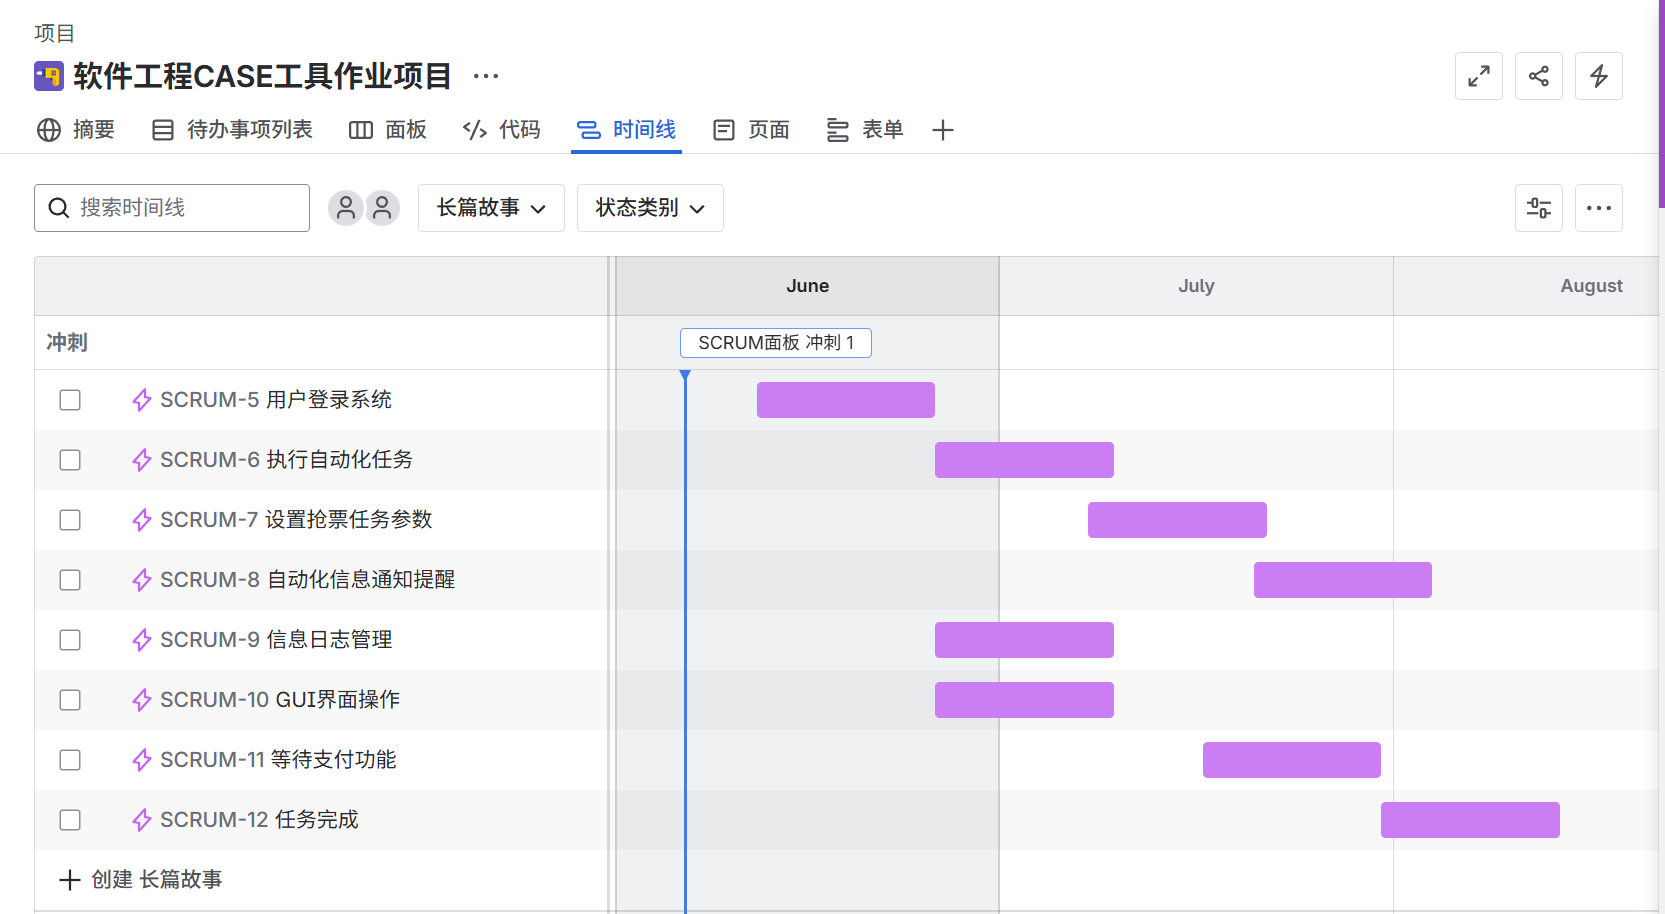 项目
软件工程CASE工具作业项目
摘要 待办事项列表 面板 代码 时间线 页面 表单
搜索时间线 长篇故事 状态类别
June July August
冲刺 SCRUM面板 冲刺 1
SCRUM-5 用户登录系统
SCRUM-6 执行自动化任务
SCRUM-7 设置抢票任务参数
SCRUM-8 自动化信息通知提醒
SCRUM-9 信息日志管理
SCRUM-10 GUI界面操作
SCRUM-11 等待支付功能
SCRUM-12 任务完成
创建 长篇故事